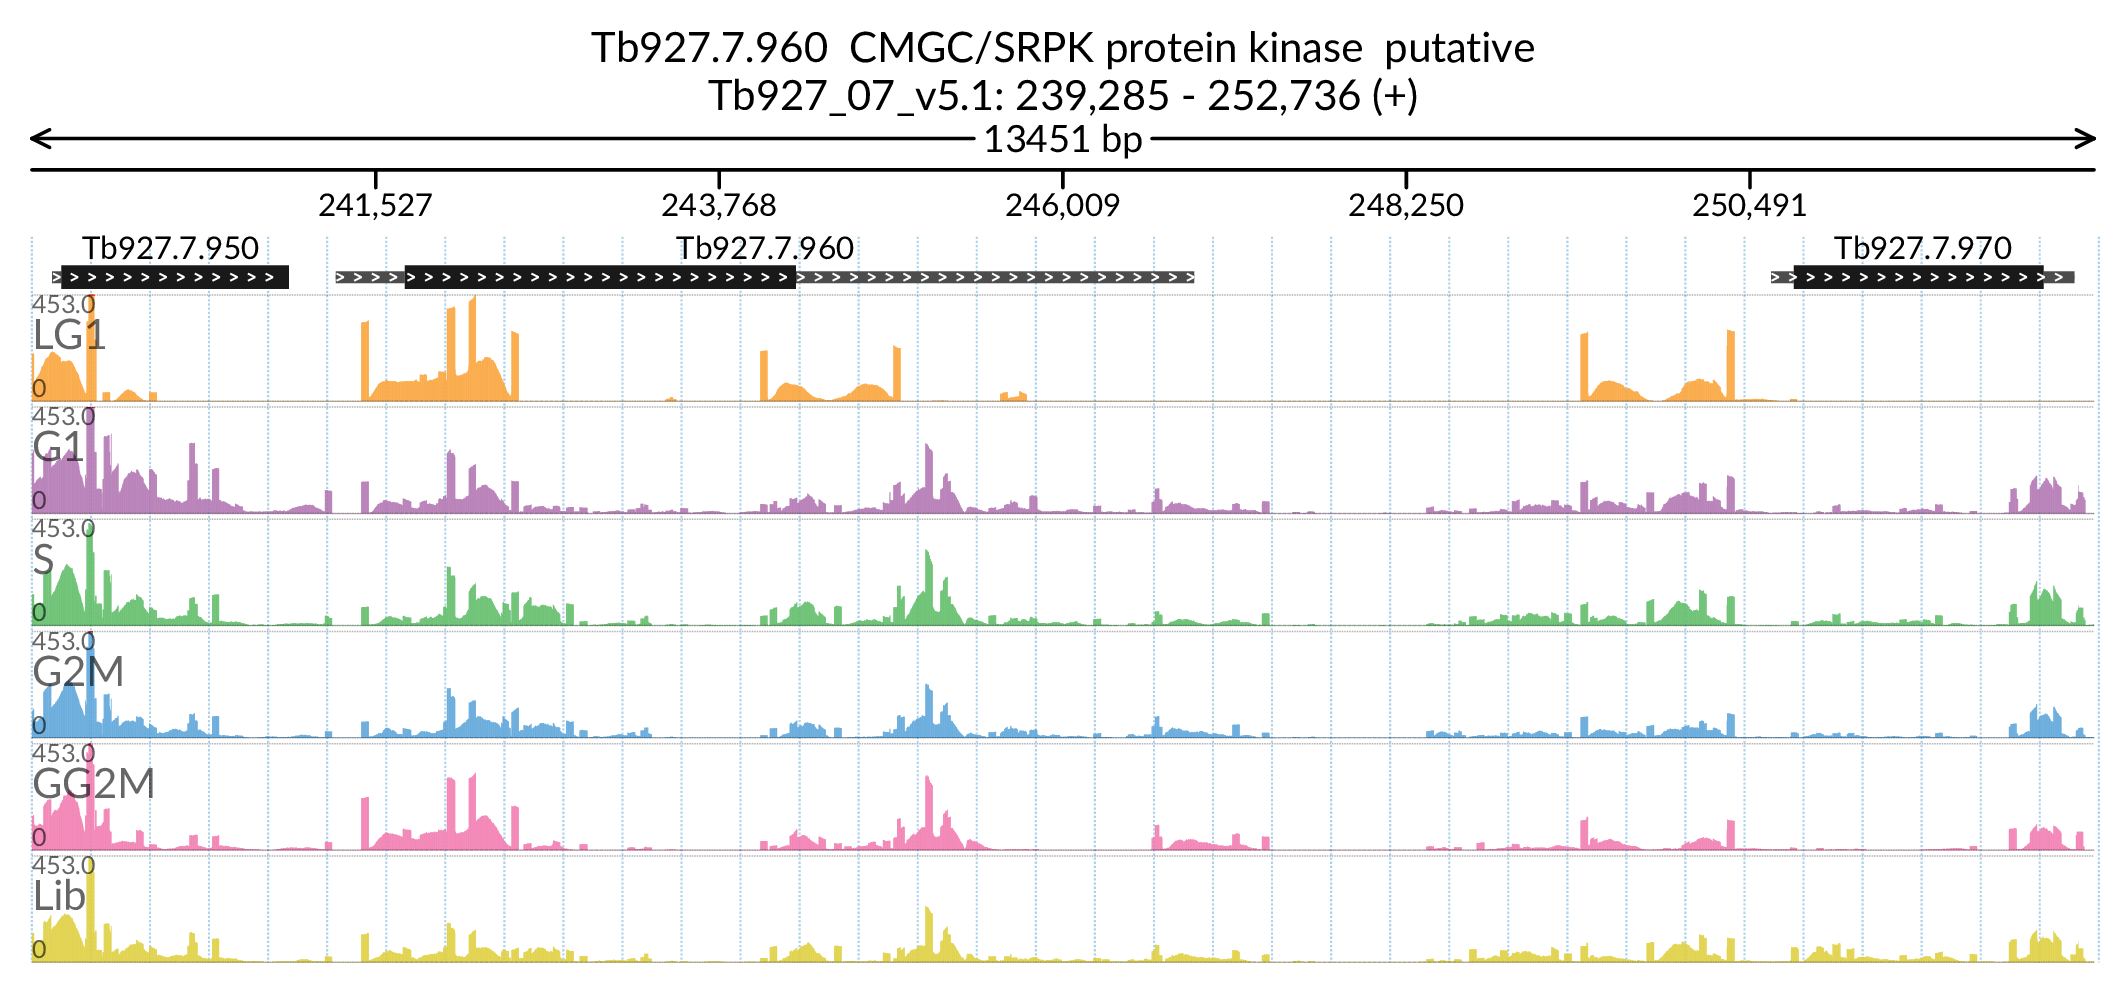 Tb927.7.960  CMGC/SRPK protein kinase  putative
Tb927_07_v5.1: 239,285 - 252,736 (+)
13451 bp
241,527 243,768 246,009 248,250 250,491
Tb927.7.950 Tb927.7.960 Tb927.7.970
453.0
LG1
0
453.0
G1
0
453.0
S
0
453.0
G2M
0
453.0
GG2M
0
453.0
Lib
0